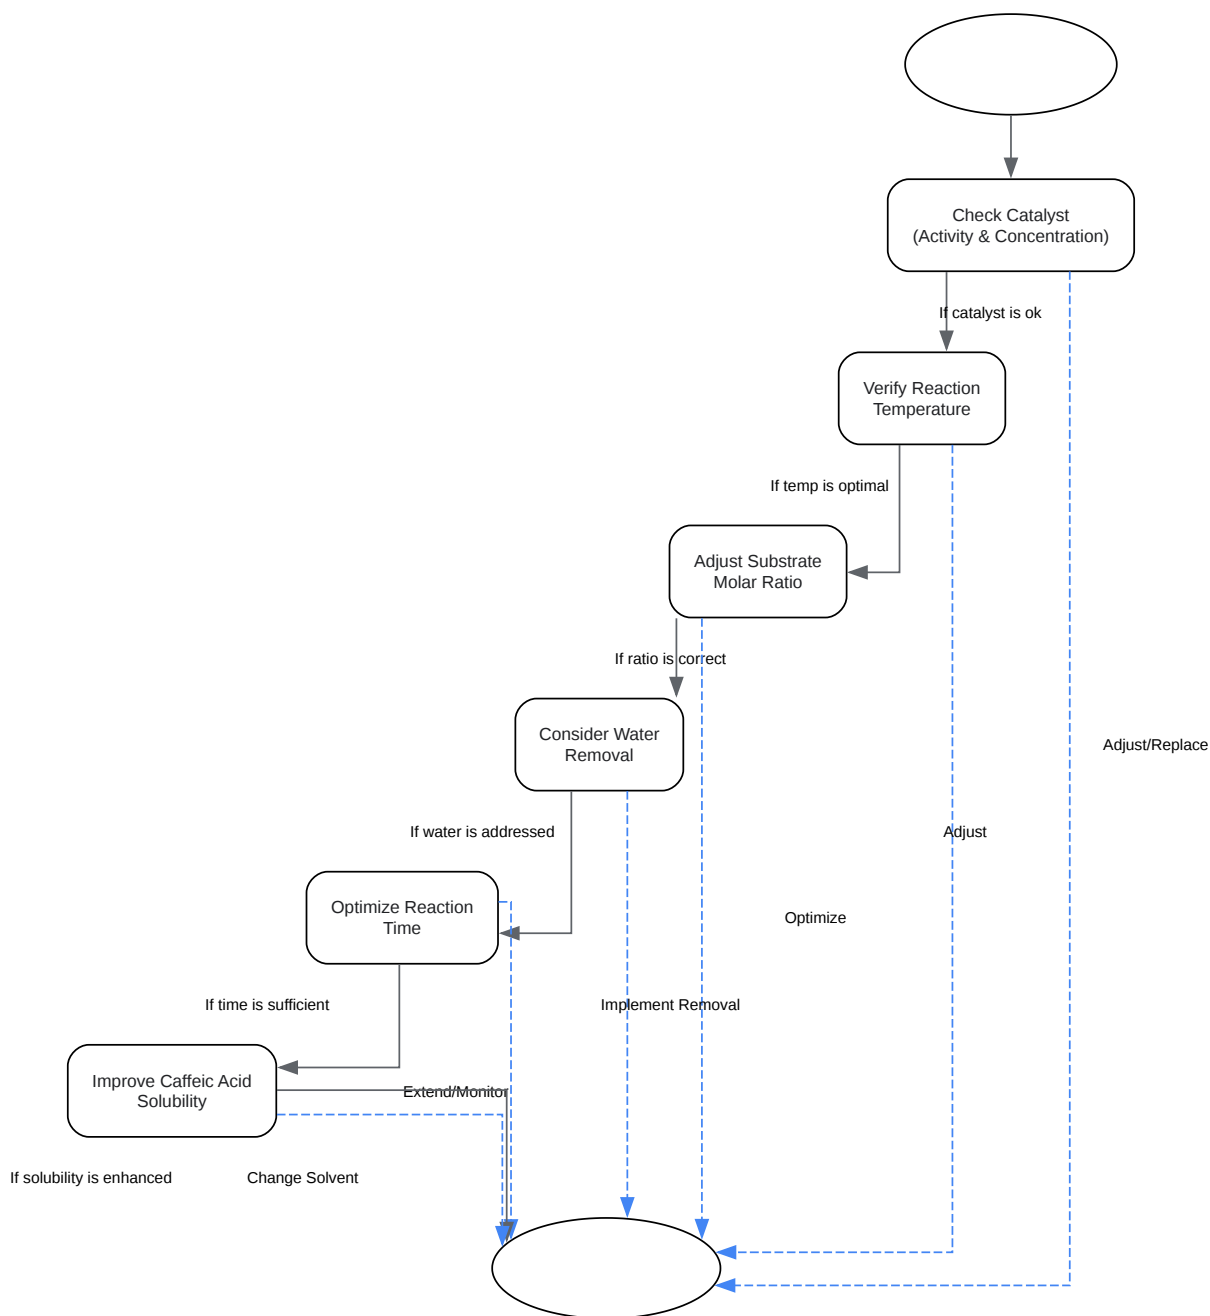 Check Catalyst
(Activity & Concentration)
If catalyst is ok
Verify Reaction
Temperature
If temp is optimal
Adjust Substrate
Molar Ratio
If ratio is correct
Consider Water
Removal
Adjust/Replace
If water is addressed
Adjust
Optimize Reaction
Time
Optimize
If time is sufficient
Implement Removal
Improve Caffeic Acid
Solubility
Extend/Monitor
If solubility is enhanced
Change Solvent